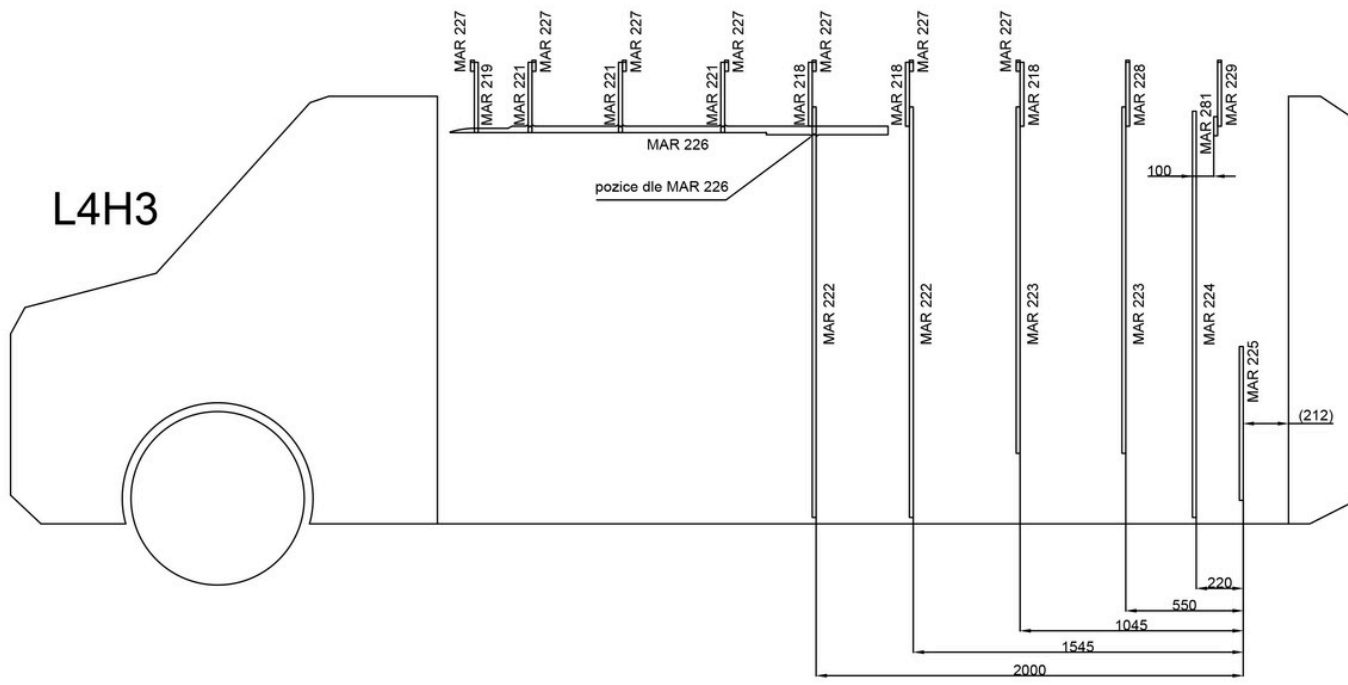 MAR 227
MAR 227
MAR 227
MAR 227
MAR 227
MAR 227
MAR 227
MAR 219
MAR 221
MAR 221
MAR 221
MAR 218
MAR 218
MAR 218
MAR 228
MAR 281
MAR 229
MAR 226
pozice dle MAR 226
100
L4H3
MAR 222
MAR 222
MAR 223
MAR 223
MAR 224
MAR 225
(212)
220
550
1045
1545
2000